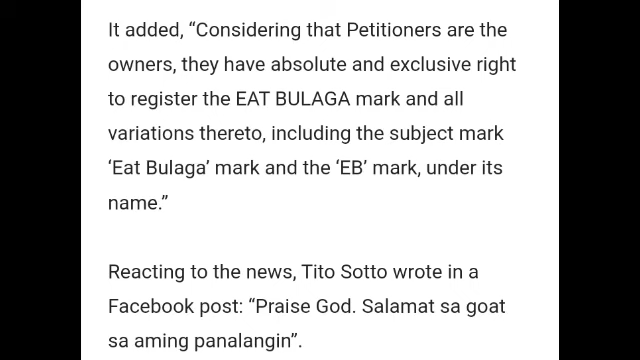 It added, “Considering that Petitioners are the
owners, they have absolute and exclusive right
to register the EAT BULAGA mark and all
variations thereto, including the subject mark
‘Eat Bulaga’ mark and the ‘EB’ mark, under its
name.”
Reacting to the news, Tito Sotto wrote in a
Facebook post: “Praise God. Salamat sa goat
sa aming panalangin”.